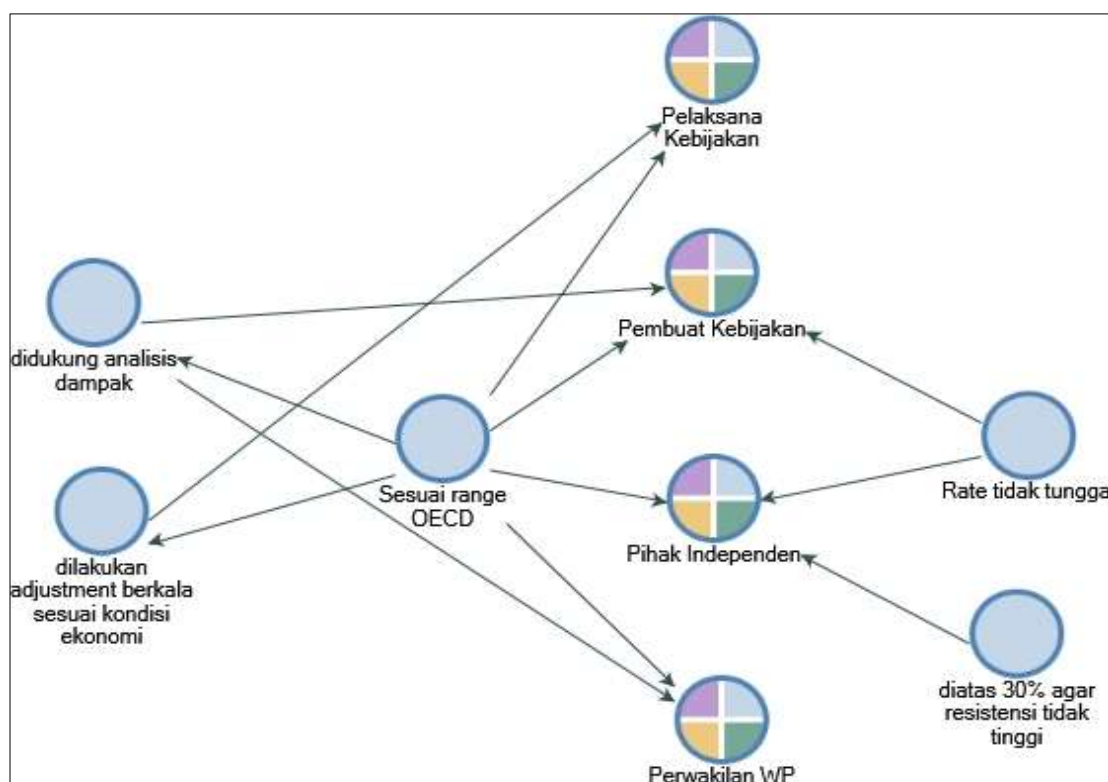 Pelaksana
Kebijakan
Pembuat Kebijakan
didukung analisis
dampak
Sesuai range
OECD
Rate tidak tungga
Pihak Independen
dilakukan
adjustment berkala
sesuai kondisi
ekonomi
diatas 30% agar
resistensi tidak
tinggi
Perwakilan WP